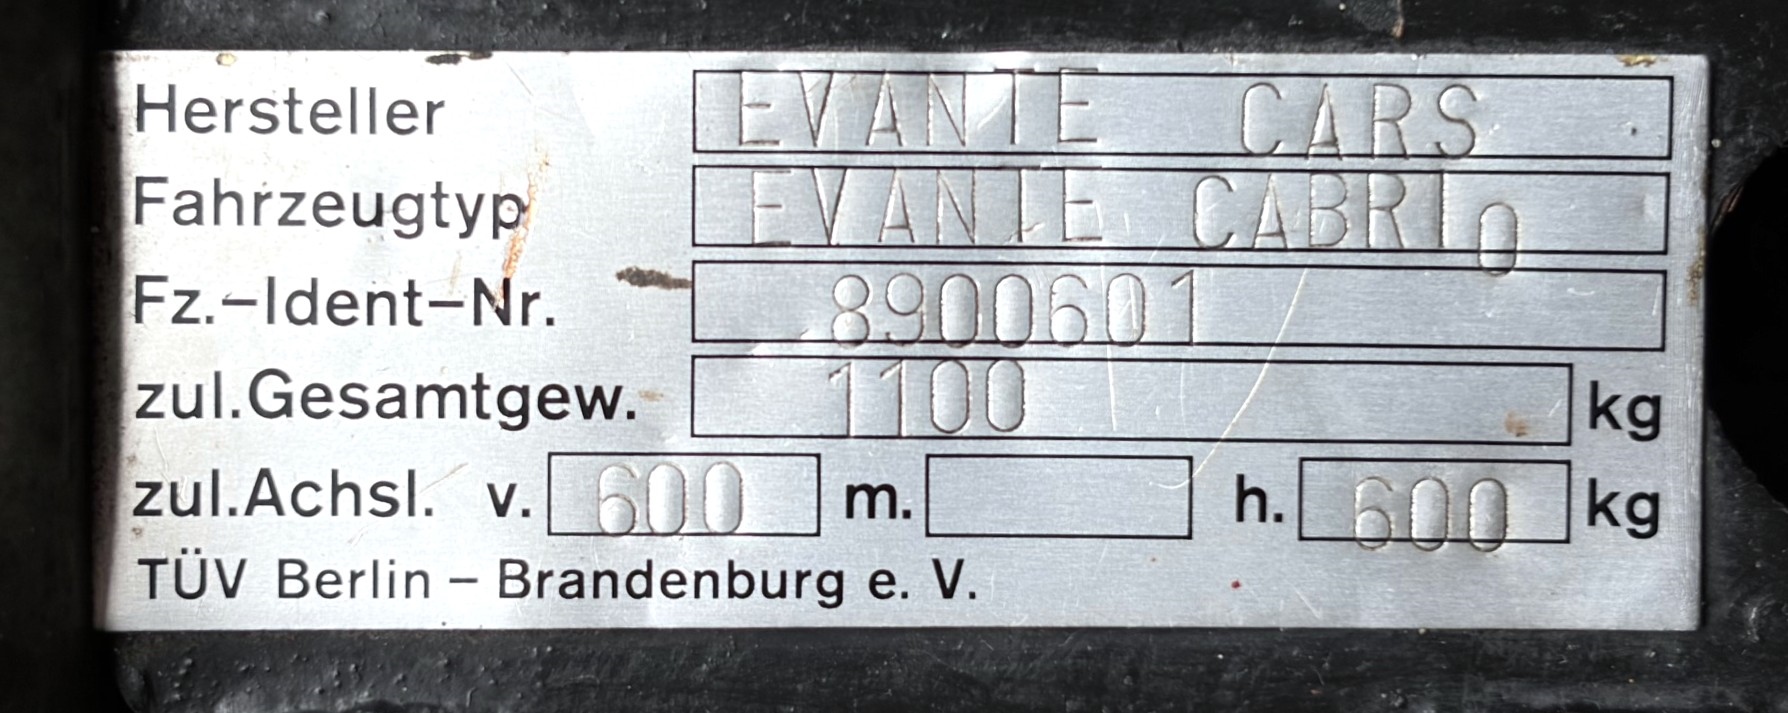 Hersteller EVANTE CARS
Fahrzeugtyp EVANTE CABRIO
Fz.-Ident-Nr. 8900601
zul.Gesamtgew. 1100 kg
zul.Achsl. v. 600 m. h. 600 kg
TÜV Berlin - Brandenburg e. V.